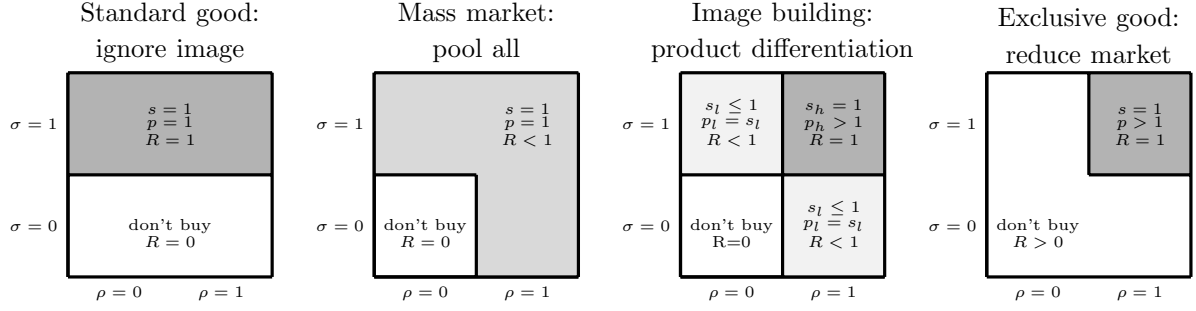 Standard good:
ignore image
σ = 1
s = 1
p = 1
R = 1
σ = 0
don't buy
R = 0
ρ = 0 ρ = 1
Mass market:
pool all
σ = 1
s = 1
p = 1
R < 1
σ = 0
don't buy
R = 0
ρ = 0 ρ = 1
Image building:
product differentiation
σ = 1
s_l ≤ 1
p_l = s_l
R < 1
s_h = 1
p_h > 1
R = 1
σ = 0
don't buy
R=0
s_l ≤ 1
p_l = s_l
R < 1
ρ = 0 ρ = 1
Exclusive good:
reduce market
σ = 1
s = 1
p > 1
R = 1
σ = 0
don't buy
R > 0
ρ = 0 ρ = 1